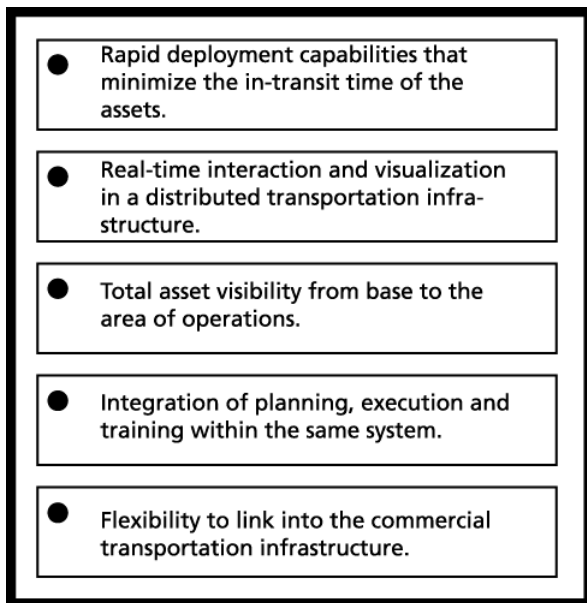 ● Rapid deployment capabilities that
minimize the in-transit time of the
assets.
● Real-time interaction and visualization
in a distributed transportation infra-
structure.
● Total asset visibility from base to the
area of operations.
● Integration of planning, execution and
training within the same system.
● Flexibility to link into the commercial
transportation infrastructure.